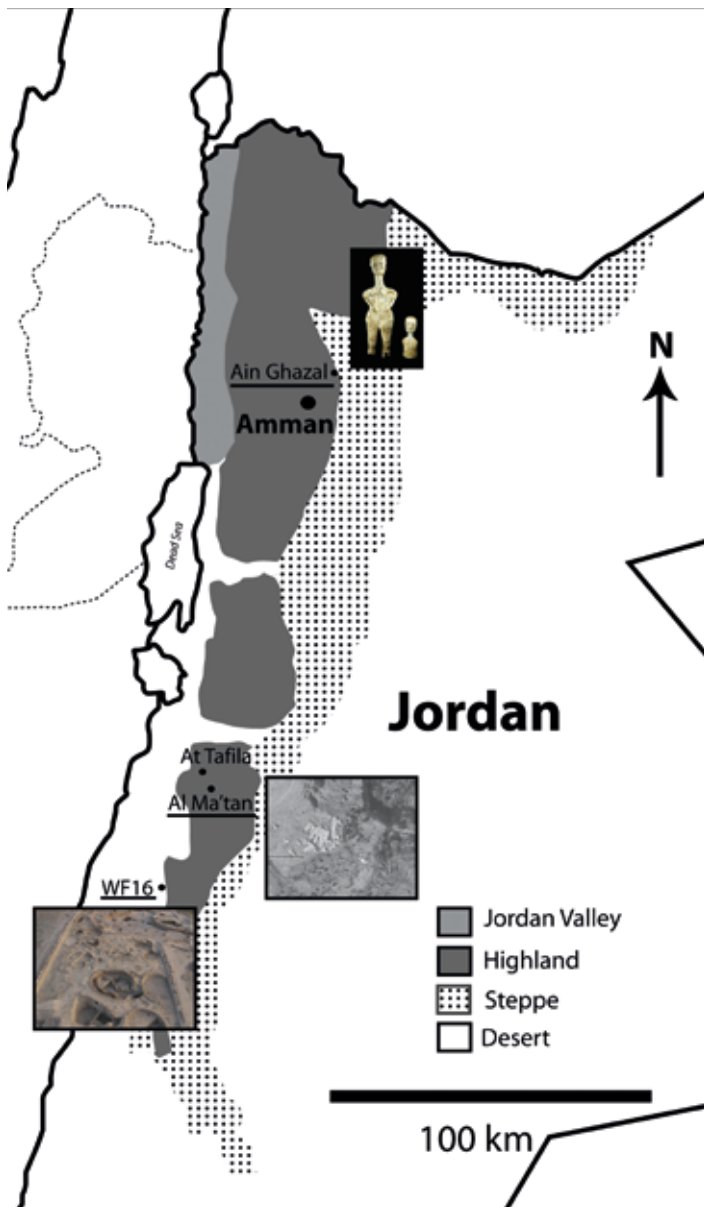 N
Ain Ghazal
Amman
Dead Sea
Jordan
At Tafila
Al Ma'tan
WF16
Jordan Valley
Highland
Steppe
Desert
100 km